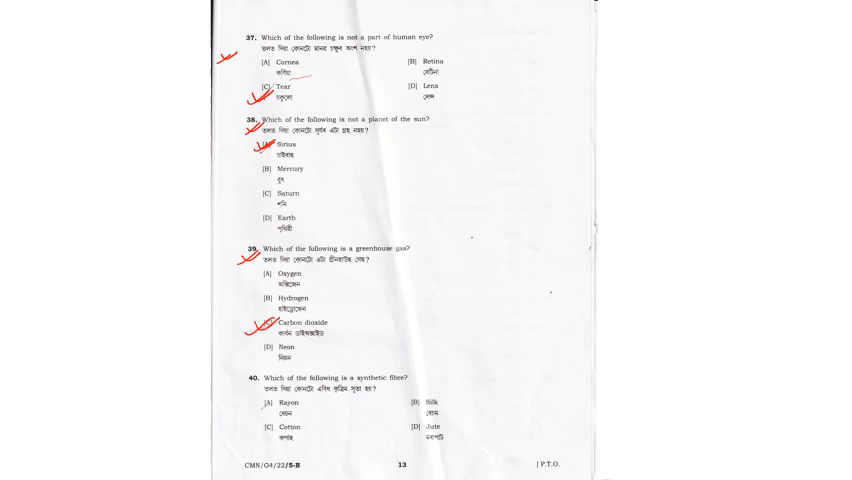 37. Which of the following is not a part of human eye?
তলত দিয়া কোনটো মানৱ চকুৰ অংশ নহয়?
[A] Cornea [B] Retina
কৰ্ণিয়া ৰেটিনা
[C] Tear [D] Lens
চকুলো লেন্স
38. Which of the following is not a planet of the sun?
তলত দিয়া কোনটো সূৰ্যৰ এটা গ্ৰহ নহয়?
[A] Sirius
চাইৰাছ
[B] Mercury
বুধ
[C] Saturn
শনি
[D] Earth
পৃথিৱী
39. Which of the following is a greenhouse gas?
তলত দিয়া কোনটো এটা গ্ৰীনহাউছ গেছ?
[A] Oxygen
অক্সিজেন
[B] Hydrogen
হাইড্ৰোজেন
[C] Carbon dioxide
কাৰ্বন ডাইঅক্সাইড
[D] Neon
নিয়ন
40. Which of the following is a synthetic fibre?
তলত দিয়া কোনটো এবিধ কৃত্ৰিম সূতা হয়?
[A] Rayon [B] Silk
ৰেয়ন ৰেচম
[C] Cotton [D] Jute
কপাহ মৰাপাট
CMN/G4/22/5-B 13 [ P.T.O.